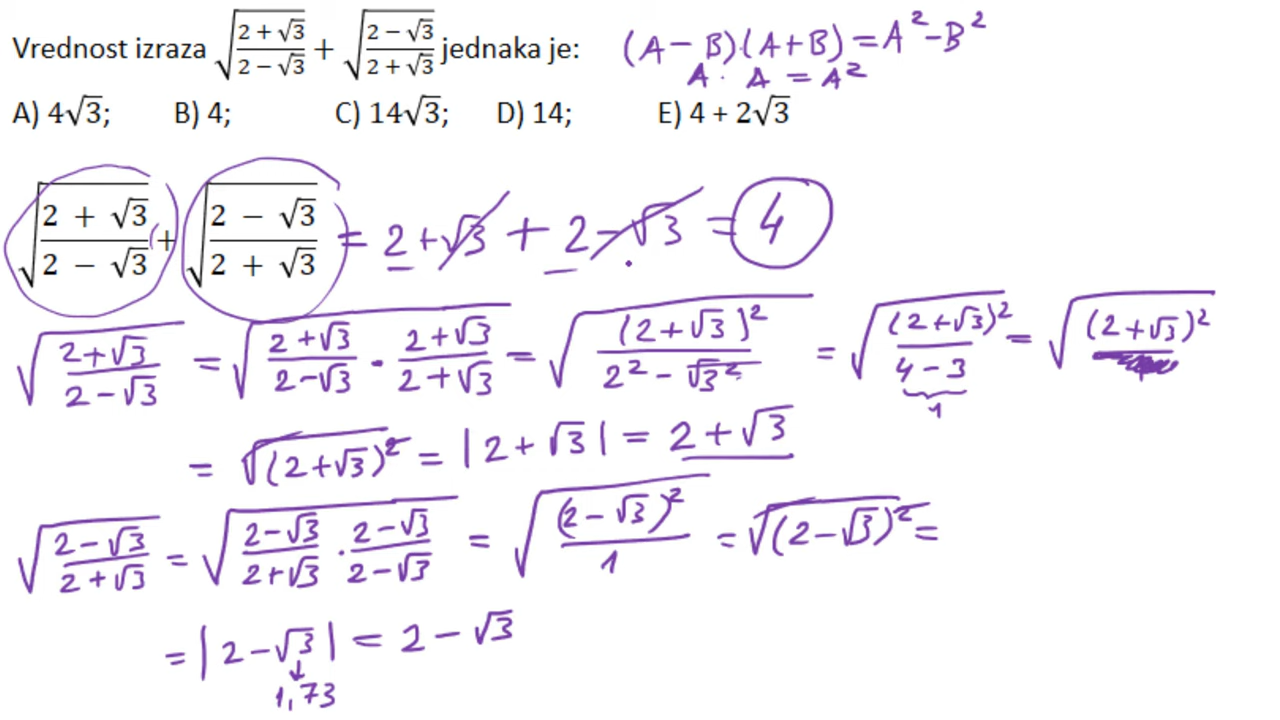 Vrednost izraza √((2 + √3)/(2 − √3)) + √((2 − √3)/(2 + √3)) jednaka je:
(A − B)·(A + B) = A² − B²
A · A = A²
A) 4√3; B) 4; C) 14√3; D) 14; E) 4 + 2√3
√((2 + √3)/(2 − √3)) + √((2 − √3)/(2 + √3)) = 2 + √3 + 2 − √3 = 4
√((2+√3)/(2−√3)) = √((2+√3)/(2−√3) · (2+√3)/(2+√3)) = √((2+√3)²/(2² − √3²)) = √((2+√3)²/(4 − 3)) = √((2+√3)²)
1
= √((2+√3)²) = |2 + √3| = 2 + √3
√((2−√3)/(2+√3)) = √((2−√3)/(2+√3) · (2−√3)/(2−√3)) = √((2−√3)²/1) = √((2−√3)²) =
= |2 − √3| = 2 − √3
1,73